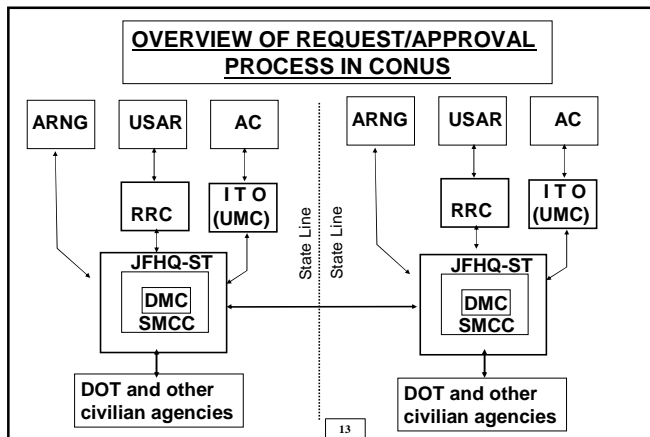 OVERVIEW OF REQUEST/APPROVAL
PROCESS IN CONUS
ARNG
USAR
AC
RRC
I T O
(UMC)
JFHQ-ST
DMC
SMCC
DOT and other
civilian agencies
State Line
State Line
ARNG
USAR
AC
RRC
I T O
(UMC)
JFHQ-ST
DMC
SMCC
DOT and other
civilian agencies
13